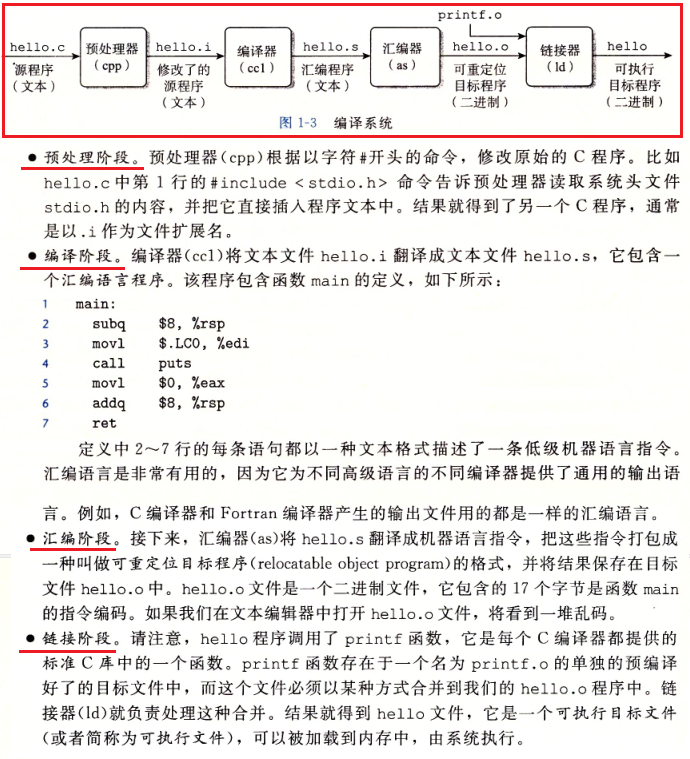 printf.o
hello.c 预处理器 (cpp) hello.i 编译器 (cc1) hello.s 汇编器 (as) hello.o 链接器 (ld) hello
源程序 (文本) 修改了的 源程序 (文本) 汇编程序 (文本) 可重定位 目标程序 (二进制) 可执行 目标程序 (二进制)
图 1-3 编译系统
● 预处理阶段。预处理器(cpp)根据以字符#开头的命令，修改原始的 C 程序。比如
hello.c 中第 1 行的#include <stdio.h> 命令告诉预处理器读取系统头文件
stdio.h 的内容，并把它直接插入程序文本中。结果就得到了另一个 C 程序，通常
是以.i 作为文件扩展名。
● 编译阶段。编译器(cc1)将文本文件 hello.i 翻译成文本文件 hello.s，它包含一
个汇编语言程序。该程序包含函数 main 的定义，如下所示：
1 main:
2 subq $8, %rsp
3 movl $.LC0, %edi
4 call puts
5 movl $0, %eax
6 addq $8, %rsp
7 ret
定义中 2～7 行的每条语句都以一种文本格式描述了一条低级机器语言指令。
汇编语言是非常有用的，因为它为不同高级语言的不同编译器提供了通用的输出语
言。例如，C 编译器和 Fortran 编译器产生的输出文件用的都是一样的汇编语言。
● 汇编阶段。接下来，汇编器(as)将 hello.s 翻译成机器语言指令，把这些指令打包成
一种叫做可重定位目标程序(relocatable object program)的格式，并将结果保存在目标
文件 hello.o 中。hello.o 文件是一个二进制文件，它包含的 17 个字节是函数 main
的指令编码。如果我们在文本编辑器中打开 hello.o 文件，将看到一堆乱码。
● 链接阶段。请注意，hello 程序调用了 printf 函数，它是每个 C 编译器都提供的
标准 C 库中的一个函数。printf 函数存在于一个名为 printf.o 的单独的预编译
好了的目标文件中，而这个文件必须以某种方式合并到我们的 hello.o 程序中。链
接器(ld)就负责处理这种合并。结果就得到 hello 文件，它是一个可执行目标文件
(或者简称为可执行文件)，可以被加载到内存中，由系统执行。